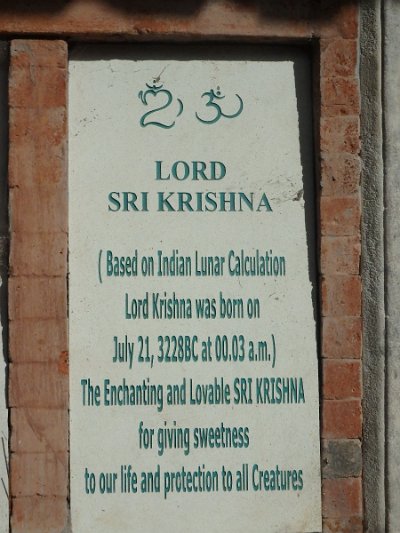 ॐ
LORD
SRI KRISHNA
( Based on Indian Lunar Calculation
Lord Krishna was born on
July 21, 3228BC at 00.03 a.m.)
The Enchanting and Lovable SRI KRISHNA
for giving sweetness
to our life and protection to all Creatures